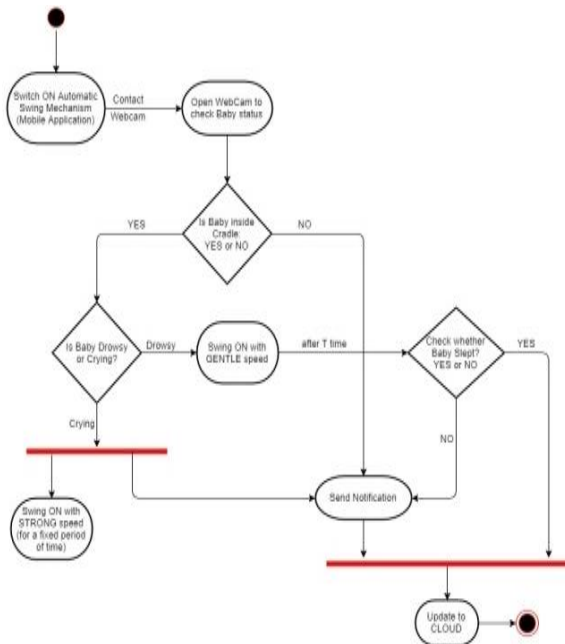 Switch ON Automatic
Swing Mechanism
(Mobile Application)
Contact
Webcam
Open WebCam to
check Baby status
Is Baby Inside
Cradle:
YES or NO
YES
NO
Is Baby Drowsy
or Crying?
Drowsy
Swing ON with
GENTLE speed
after T time
Check whether
Baby Slept?
YES or NO
YES
NO
Crying
Swing ON with
STRONG speed
(for a fixed period
of time)
Send Notification
Update to
CLOUD